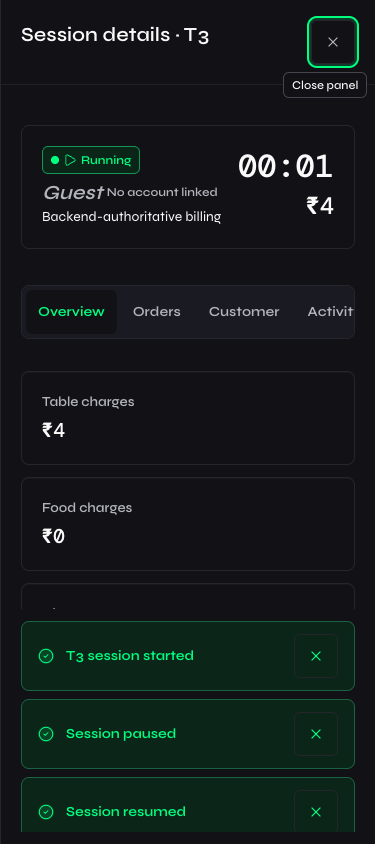 Session details · T3
Close panel
Running
00:01
Guest No account linked
₹4
Backend-authoritative billing
Overview Orders Customer Activit
Table charges
₹4
Food charges
₹0
T3 session started
Session paused
Session resumed